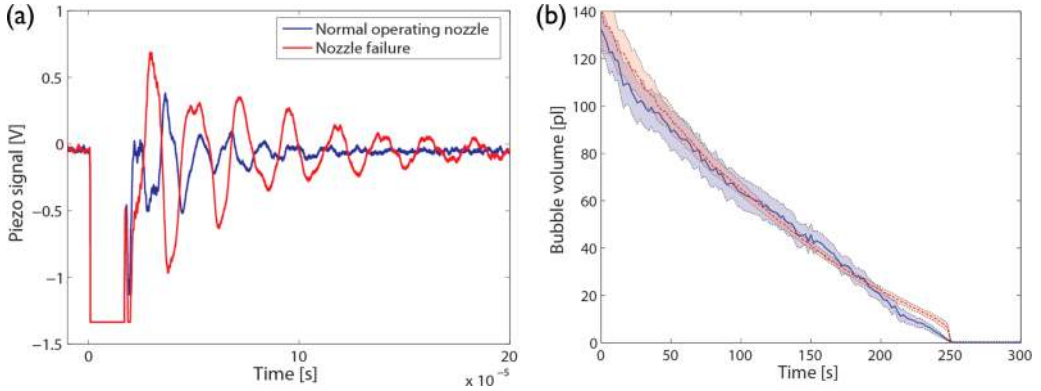 (a)
1
0.5
0
−0.5
−1
−1.5
Piezo signal [V]
Normal operating nozzle
Nozzle failure
0
10
20
Time [s]
x 10⁻⁵
(b)
140
120
100
80
60
40
20
0
Bubble volume [pl]
0
50
100
150
200
250
300
Time [s]